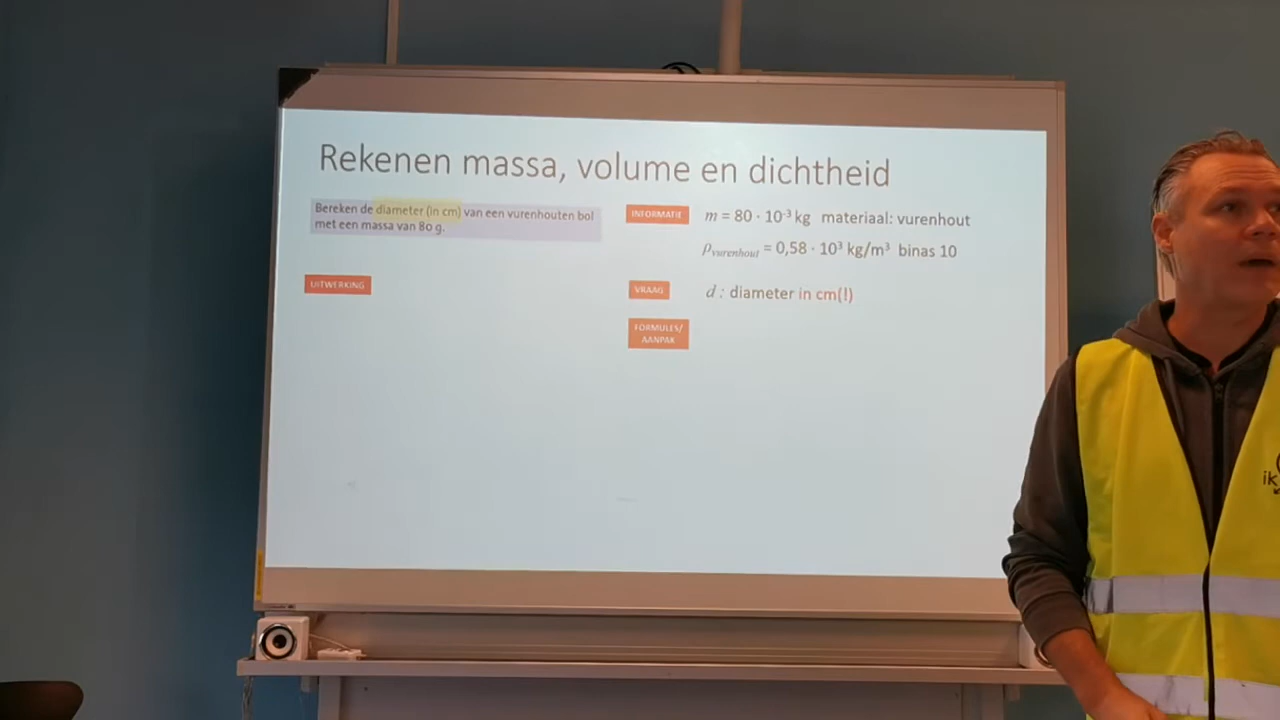 Rekenen massa, volume en dichtheid
Bereken de diameter (in cm) van een vurenhouten bol
met een massa van 80 g.
INFORMATIE
m = 80 · 10⁻³ kg materiaal: vurenhout
ρvurenhout = 0,58 · 10³ kg/m³ binas 10
UITWERKING
VRAAG
d : diameter in cm(!)
FORMULES/
AANPAK
ik